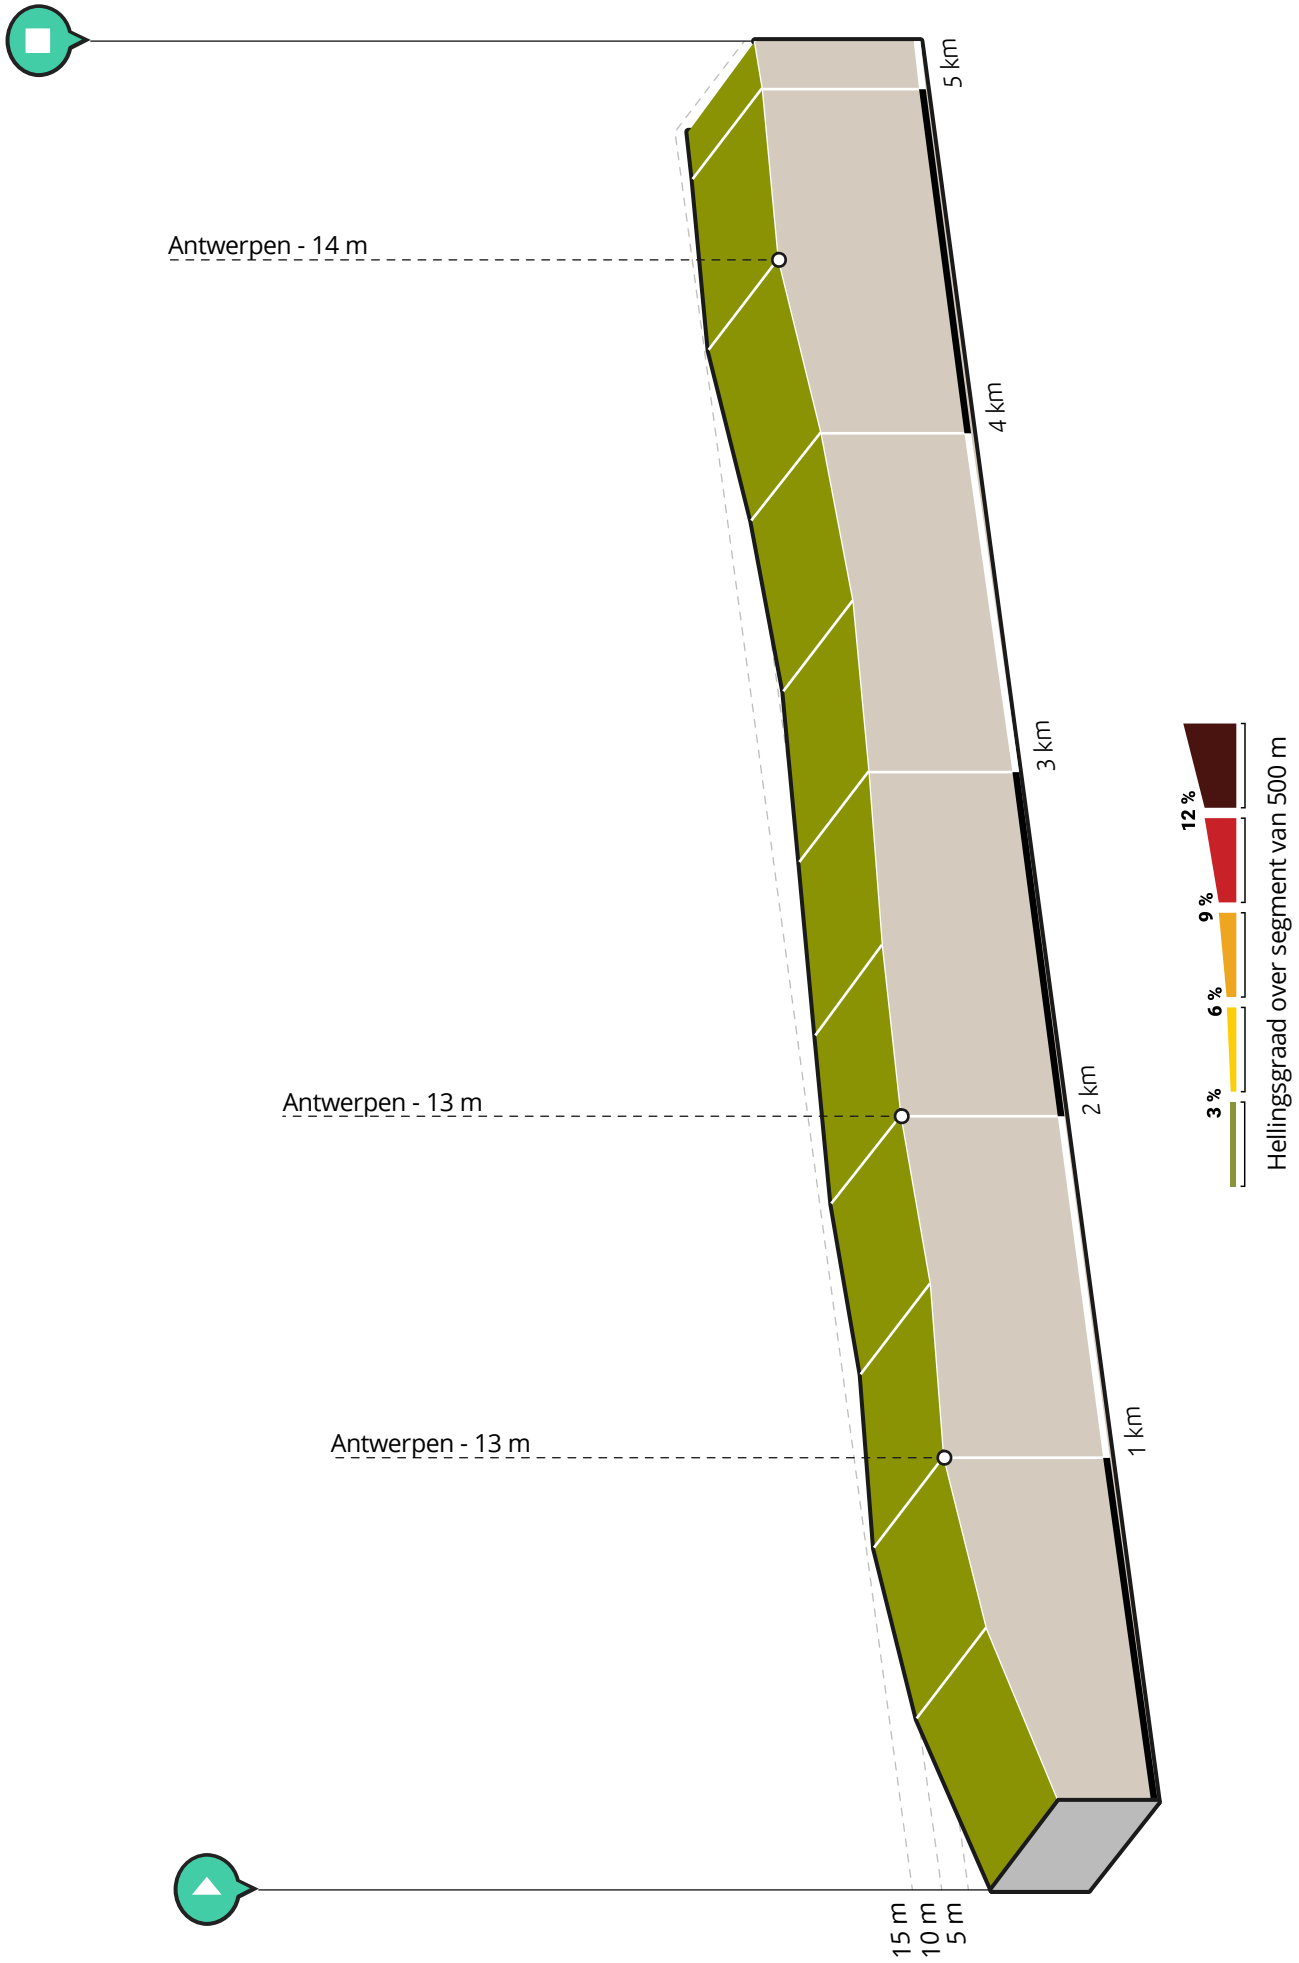 5 km
Antwerpen - 14 m
4 km
3 km
12 %
9 %
6 %
3 %
Hellingsgraad over segment van 500 m
Antwerpen - 13 m
2 km
Antwerpen - 13 m
1 km
15 m
10 m
5 m